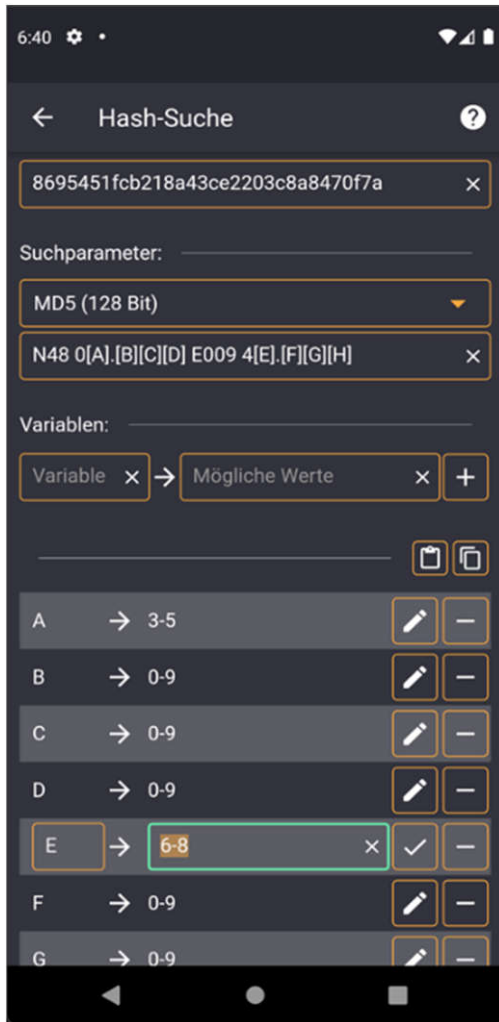 6:40
Hash-Suche
8695451fcb218a43ce2203c8a8470f7a
Suchparameter:
MD5 (128 Bit)
N48 0[A].[B][C][D] E009 4[E].[F][G][H]
Variablen:
Variable → Mögliche Werte +
A → 3-5
B → 0-9
C → 0-9
D → 0-9
E → 6-8
F → 0-9
G → 0-9